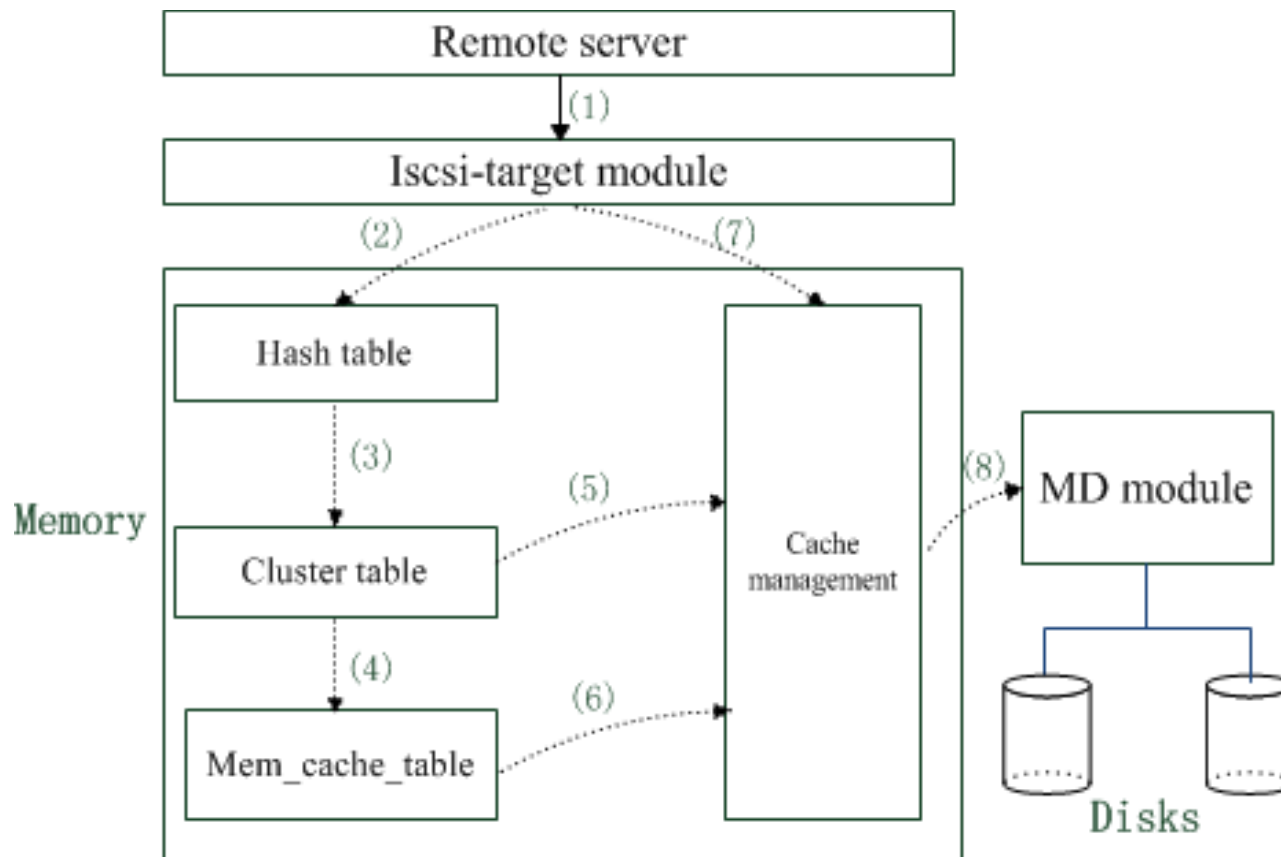 Remote server
(1)
Iscsi-target module
(2)
(7)
Hash table
(3)
(5)
(8)
MD module
Memory
Cluster table
Cache
management
(4)
(6)
Mem_cache_table
Disks